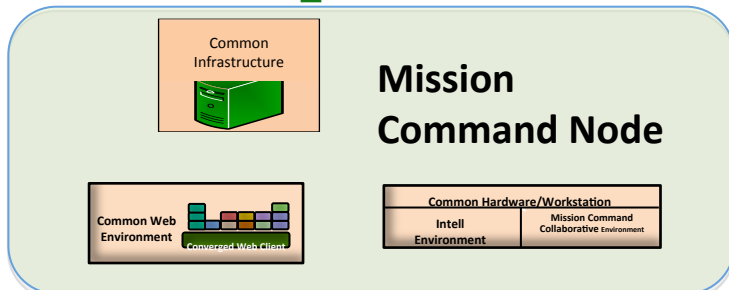 Common
Infrastructure
Mission
Command Node
Common Web
Environment
Converged Web Client
Common Hardware/Workstation
Intell
Environment
Mission Command
Collaborative Environment